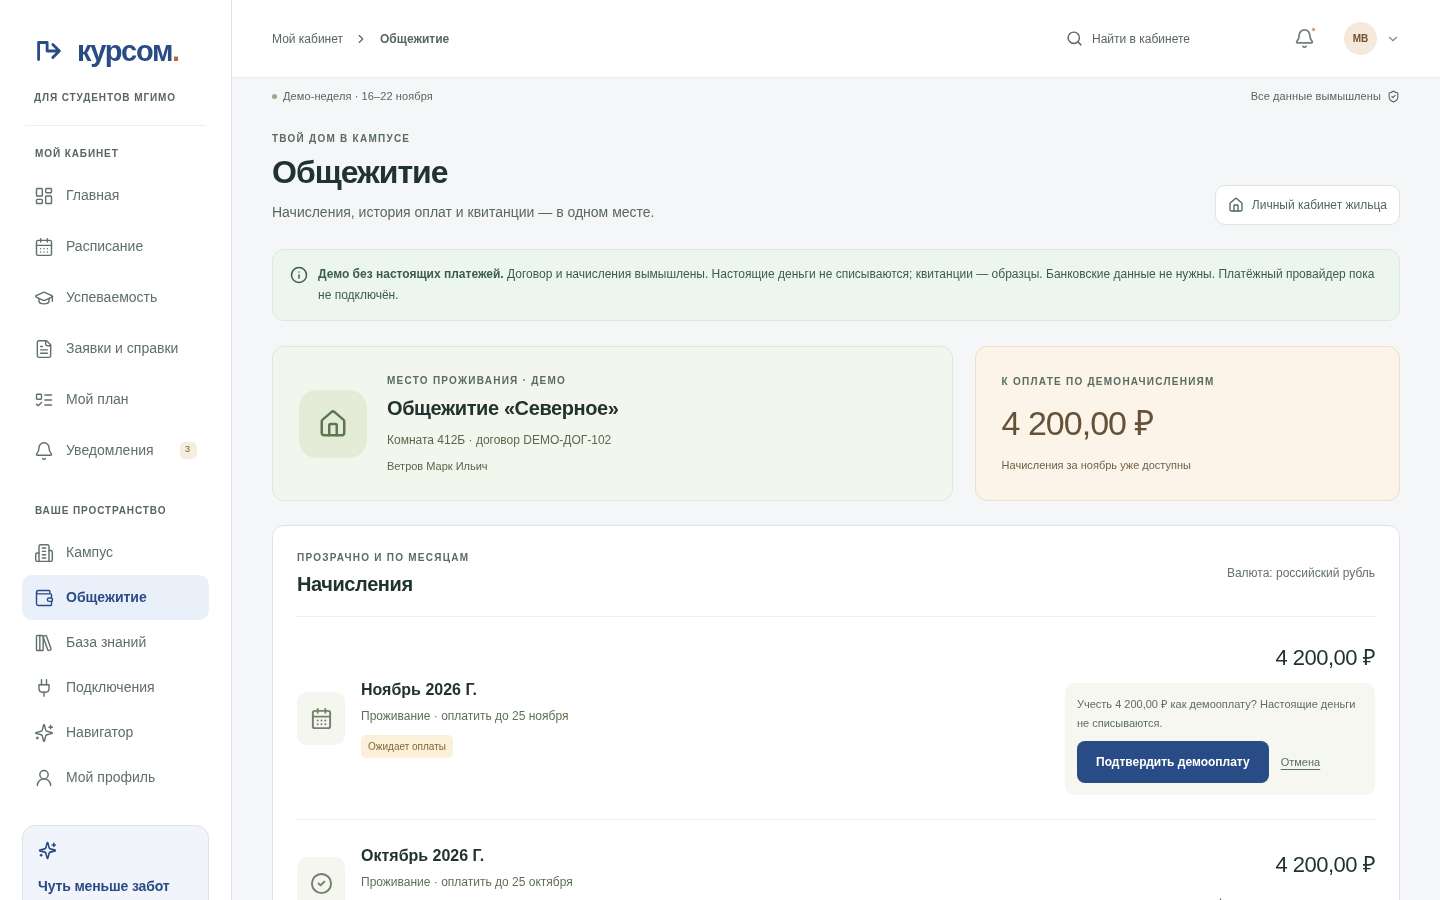 курсом.
ДЛЯ СТУДЕНТОВ МГИМО
МОЙ КАБИНЕТ
Главная
Расписание
Успеваемость
Заявки и справки
Мой план
Уведомления
3
ВАШЕ ПРОСТРАНСТВО
Кампус
Общежитие
База знаний
Подключения
Навигатор
Мой профиль
Чуть меньше забот
Мой кабинет
Общежитие
Найти в кабинете
МВ
Демо-неделя · 16–22 ноября
Все данные вымышлены
ТВОЙ ДОМ В КАМПУСЕ
Общежитие
Начисления, история оплат и квитанции — в одном месте.
Личный кабинет жильца
Демо без настоящих платежей. Договор и начисления вымышлены. Настоящие деньги не списываются; квитанции — образцы. Банковские данные не нужны. Платёжный провайдер пока
не подключён.
МЕСТО ПРОЖИВАНИЯ · ДЕМО
Общежитие «Северное»
Комната 412Б · договор DEMO-ДОГ-102
Ветров Марк Ильич
К ОПЛАТЕ ПО ДЕМОНАЧИСЛЕНИЯМ
4 200,00 ₽
Начисления за ноябрь уже доступны
ПРОЗРАЧНО И ПО МЕСЯЦАМ
Начисления
Валюта: российский рубль
Ноябрь 2026 Г.
Проживание · оплатить до 25 ноября
Ожидает оплаты
4 200,00 ₽
Учесть 4 200,00 ₽ как демооплату? Настоящие деньги
не списываются.
Подтвердить демооплату
Отмена
Октябрь 2026 Г.
Проживание · оплатить до 25 октября
4 200,00 ₽